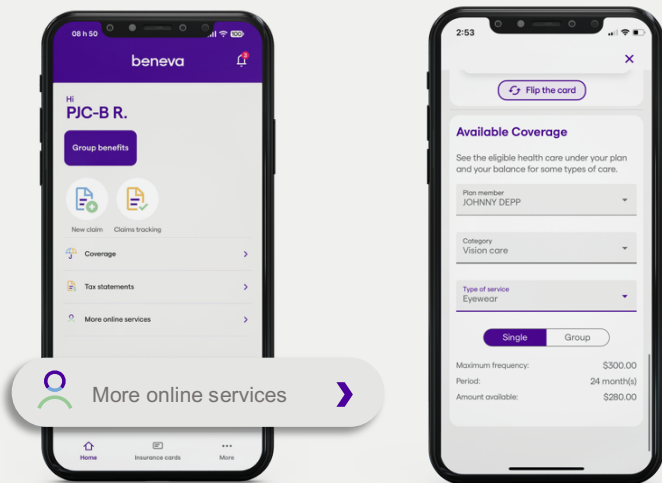 08 h 50
100
beneva
3
Hi
PJC-B R.
Group benefits
New claim
Claims tracking
Coverage
Tax statements
More online services
More online services
Home
Insurance cards
More
2:53
Flip the card
Available Coverage
See the eligible health care under your plan
and your balance for some types of care.
Plan member
JOHNNY DEPP
Category
Vision care
Type of service
Eyewear
Single
Group
Maximum frequency: $300.00
Period: 24 month(s)
Amount available: $280.00